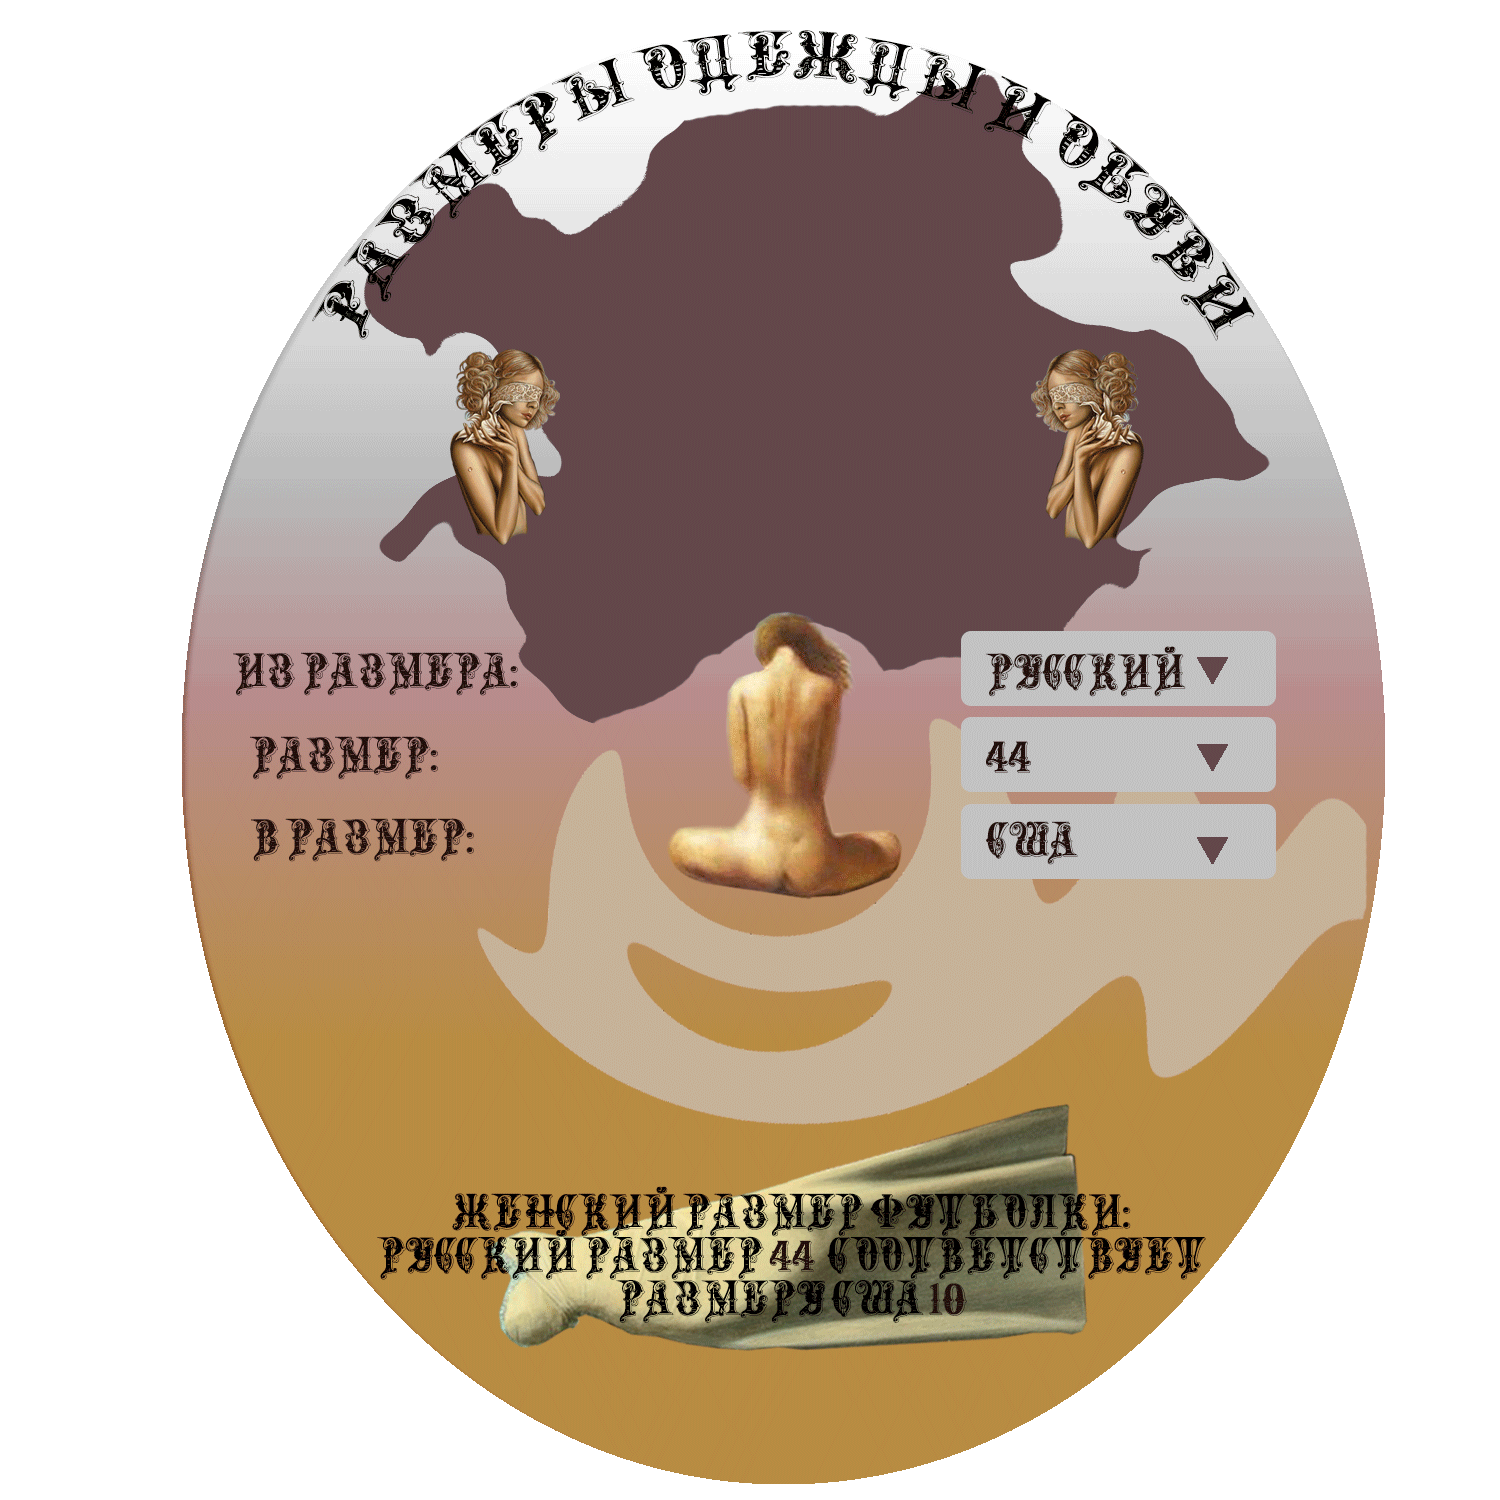 РАЗМЕРЫ ОДЕЖДЫ И ОБУВИ
ИЗ РАЗМЕРА: РУССКИЙ
РАЗМЕР: 44
В РАЗМЕР: США
ЖЕНСКИЙ РАЗМЕР ФУТБОЛКИ:
РУССКИЙ РАЗМЕР 44 СООТВЕТСТВУЕТ
РАЗМЕРУ США 10